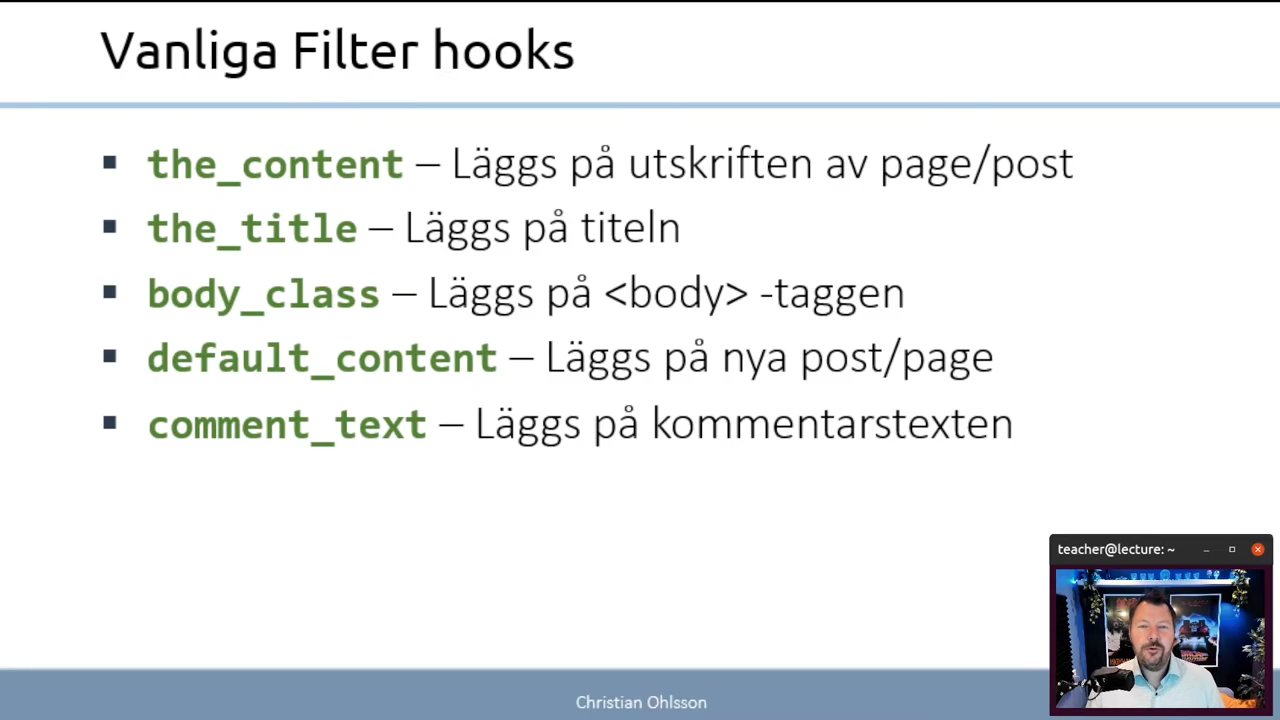 Vanliga Filter hooks
▪ the_content – Läggs på utskriften av page/post
▪ the_title – Läggs på titeln
▪ body_class – Läggs på <body> -taggen
▪ default_content – Läggs på nya post/page
▪ comment_text – Läggs på kommentarstexten
teacher@lecture: ~
Christian Ohlsson